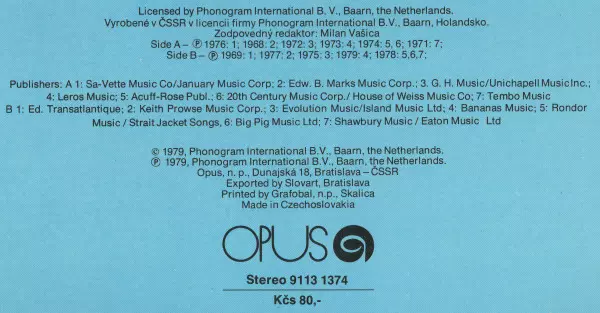 Licensed by Phonogram International B. V., Baarn, the Netherlands.
Vyrobené v ČSSR v licencii firmy Phonogram International B. V., Baarn, Holandsko.
Zodpovedný redaktor: Milan Vašica
Side A – ℗ 1976: 1; 1968: 2; 1972: 3; 1973: 4; 1974: 5, 6; 1971: 7;
Side B – ℗ 1969: 1; 1977: 2; 1975: 3; 1979: 4; 1978: 5,6,7;
Publishers: A 1: Sa-Vette Music Co/January Music Corp; 2: Edw. B. Marks Music Corp.; 3. G. H. Music/Unichapell Music Inc.;
4: Leros Music; 5: Acuff-Rose Publ.; 6: 20th Century Music Corp./ House of Weiss Music Co; 7: Tembo Music
B 1: Ed. Transatlantique; 2: Keith Prowse Music Corp.; 3: Evolution Music/Island Music Ltd; 4: Bananas Music; 5: Rondor
Music / Strait Jacket Songs, 6: Big Pig Music Ltd; 7: Shawbury Music / Eaton Music Ltd
© 1979, Phonogram International B.V., Baarn, the Netherlands.
℗ 1979, Phonogram International B.V., Baarn, the Netherlands.
Opus, n. p., Dunajská 18, Bratislava – ČSSR
Exported by Slovart, Bratislava
Printed by Grafobal, n.p., Skalica
Made in Czechoslovakia
OPUS
Stereo 9113 1374
Kčs 80,-